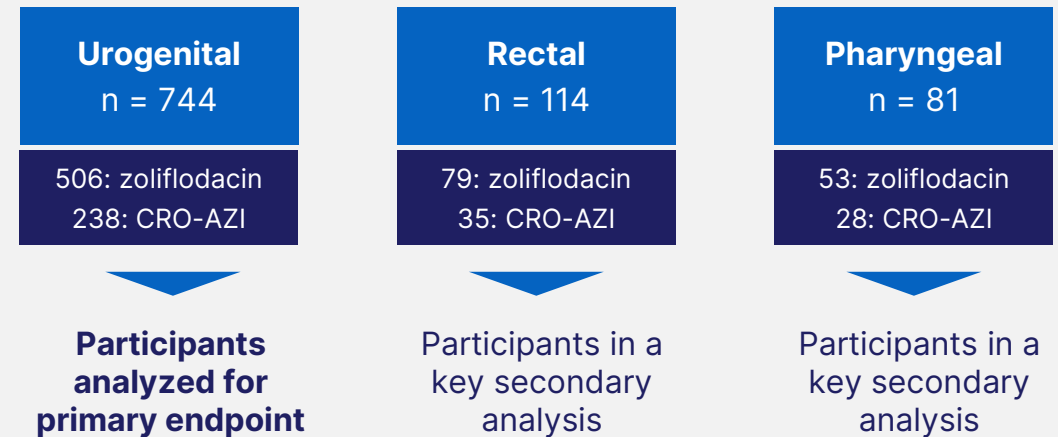 Urogenital
n = 744
506: zoliflodacin
238: CRO-AZI
Participants
analyzed for
primary endpoint
Rectal
n = 114
79: zoliflodacin
35: CRO-AZI
Participants in a
key secondary
analysis
Pharyngeal
n = 81
53: zoliflodacin
28: CRO-AZI
Participants in a
key secondary
analysis